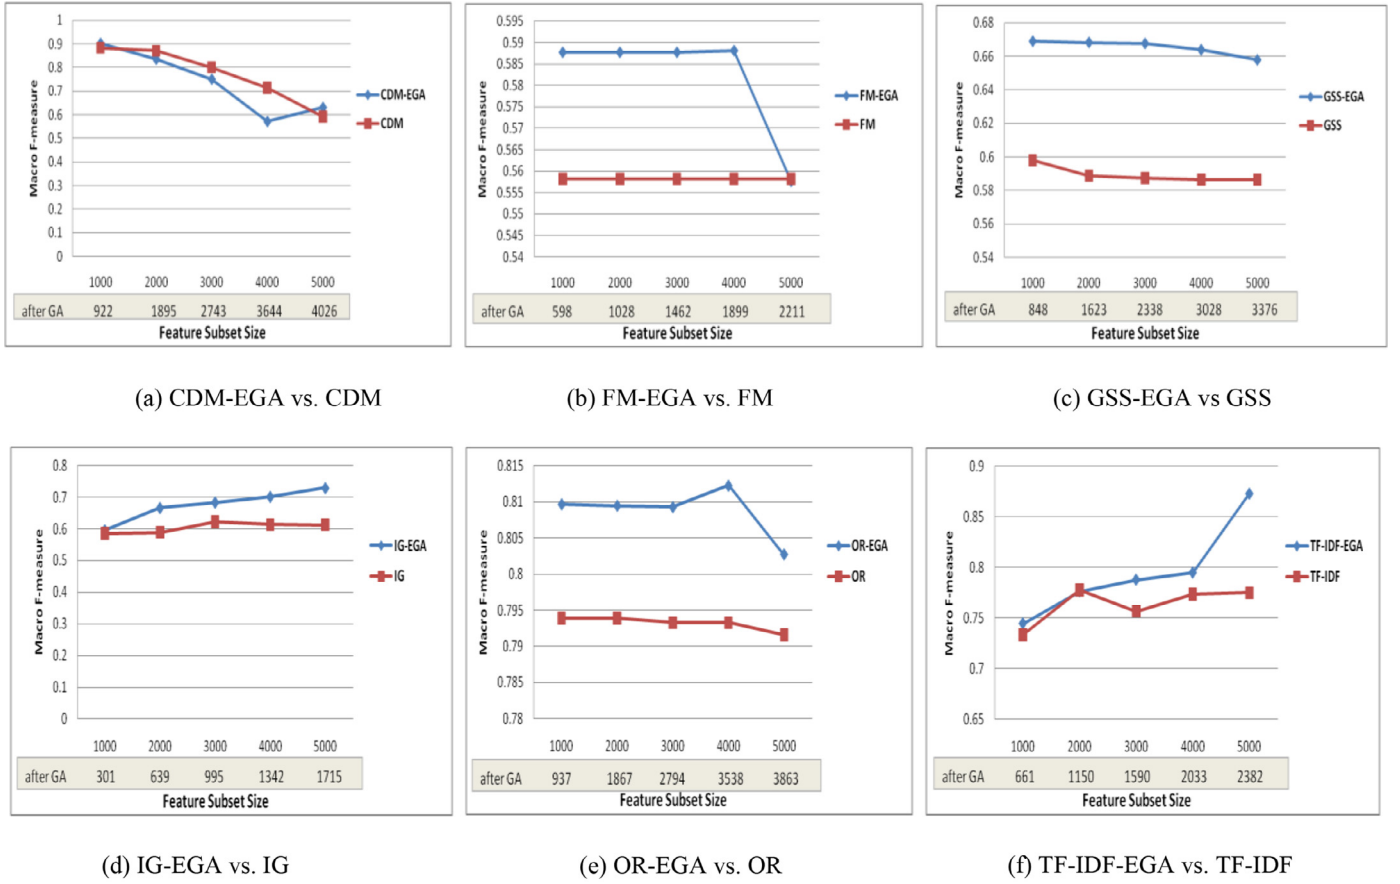 1
0.9
0.8
0.7
0.6
0.5
0.4
0.3
0.2
0.1
0
Macro F-measure
CDM-EGA
CDM
1000 2000 3000 4000 5000
after GA 922 1895 2743 3644 4026
Feature Subset Size
(a) CDM-EGA vs. CDM
0.595
0.59
0.585
0.58
0.575
0.57
0.565
0.56
0.555
0.55
0.545
0.54
Macro F-measure
FM-EGA
FM
1000 2000 3000 4000 5000
after GA 598 1028 1462 1899 2211
Feature Subset Size
(b) FM-EGA vs. FM
0.68
0.66
0.64
0.62
0.6
0.58
0.56
0.54
Macro F-measure
GSS-EGA
GSS
1000 2000 3000 4000 5000
after GA 848 1623 2338 3028 3376
Feature Subset Size
(c) GSS-EGA vs GSS
0.8
0.7
0.6
0.5
0.4
0.3
0.2
0.1
0
Macro F-measure
IG-EGA
IG
1000 2000 3000 4000 5000
after GA 301 639 995 1342 1715
Feature Subset Size
(d) IG-EGA vs. IG
0.815
0.81
0.805
0.8
0.795
0.79
0.785
0.78
Macro F-measure
OR-EGA
OR
1000 2000 3000 4000 5000
after GA 937 1867 2794 3538 3863
Feature Subset Size
(e) OR-EGA vs. OR
0.9
0.85
0.8
0.75
0.7
0.65
Macro F-measure
TF-IDF-EGA
TF-IDF
1000 2000 3000 4000 5000
after GA 661 1150 1590 2033 2382
Feature Subset Size
(f) TF-IDF-EGA vs. TF-IDF